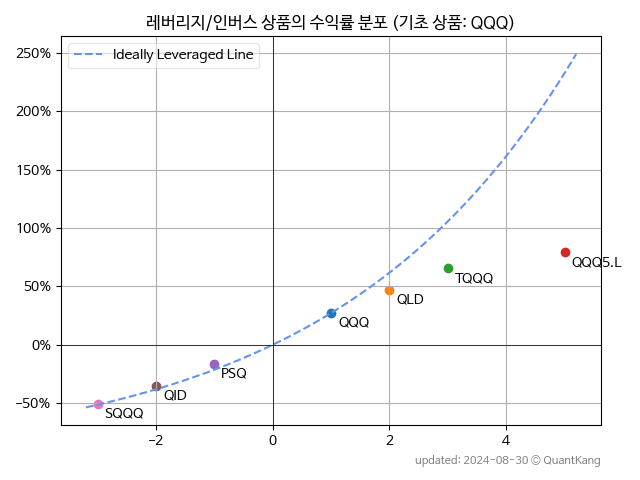 레버리지/인버스 상품의 수익률 분포 (기초 상품: QQQ)
Ideally Leveraged Line
250%
200%
150%
100%
50%
0%
−50%
QQQ5.L
TQQQ
QLD
QQQ
PSQ
QID
SQQQ
−2 0 2 4
updated: 2024-08-30 © QuantKang